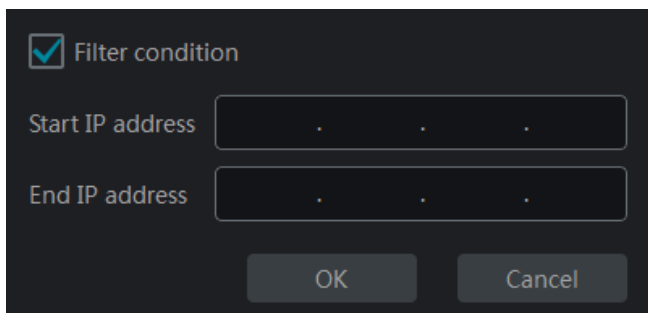 Filter condition
Start IP address . . .
End IP address . . .
OK Cancel